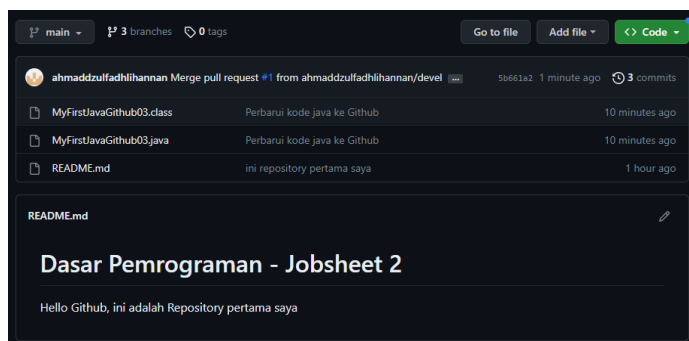 main 3 branches 0 tags Go to file Add file <> Code
ahmaddzulfadhlihannan Merge pull request #1 from ahmaddzulfadhlihannan/devel ... 5b661a2 1 minute ago 3 commits
MyFirstJavaGithub03.class Perbarui kode java ke Github 10 minutes ago
MyFirstJavaGithub03.java Perbarui kode java ke Github 10 minutes ago
README.md ini repository pertama saya 1 hour ago
README.md
Dasar Pemrograman - Jobsheet 2
Hello Github, ini adalah Repository pertama saya